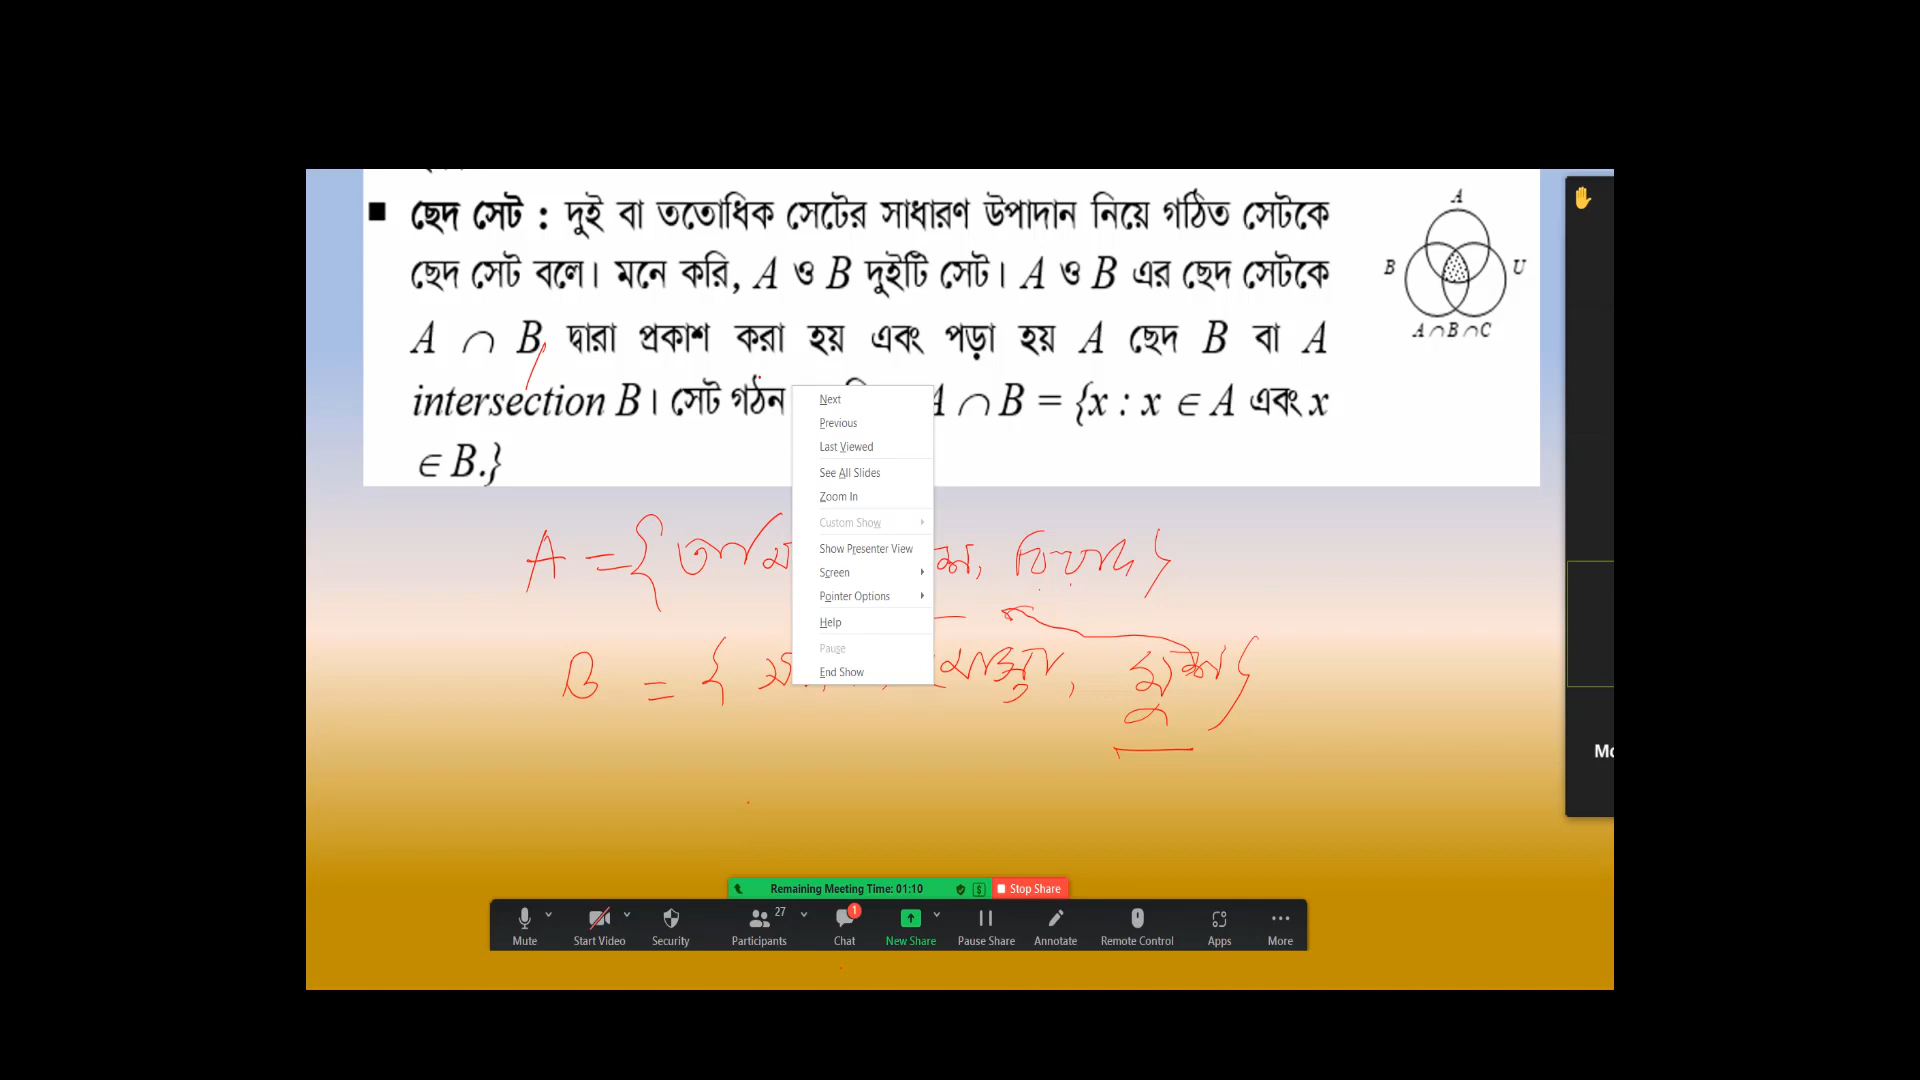 ■ ছেদ সেট : দুই বা ততোধিক সেটের সাধারণ উপাদান নিয়ে গঠিত সেটকে
ছেদ সেট বলে। মনে করি, A ও B দুইটি সেট। A ও B এর ছেদ সেটকে
A ∩ B, দ্বারা প্রকাশ করা হয় এবং পড়া হয় A ছেদ B বা A
intersection B। সেট গঠন A ∩ B = {x : x ∈ A এবং x
∈ B.}
A
B U
A∩B∩C
Next
Previous
Last Viewed
See All Slides
Zoom In
Custom Show
Show Presenter View
Screen
Pointer Options
Help
Pause
End Show
A = { }
B = { , }
Mo
Remaining Meeting Time: 01:10 Stop Share
27 1
Mute Start Video Security Participants Chat New Share Pause Share Annotate Remote Control Apps More